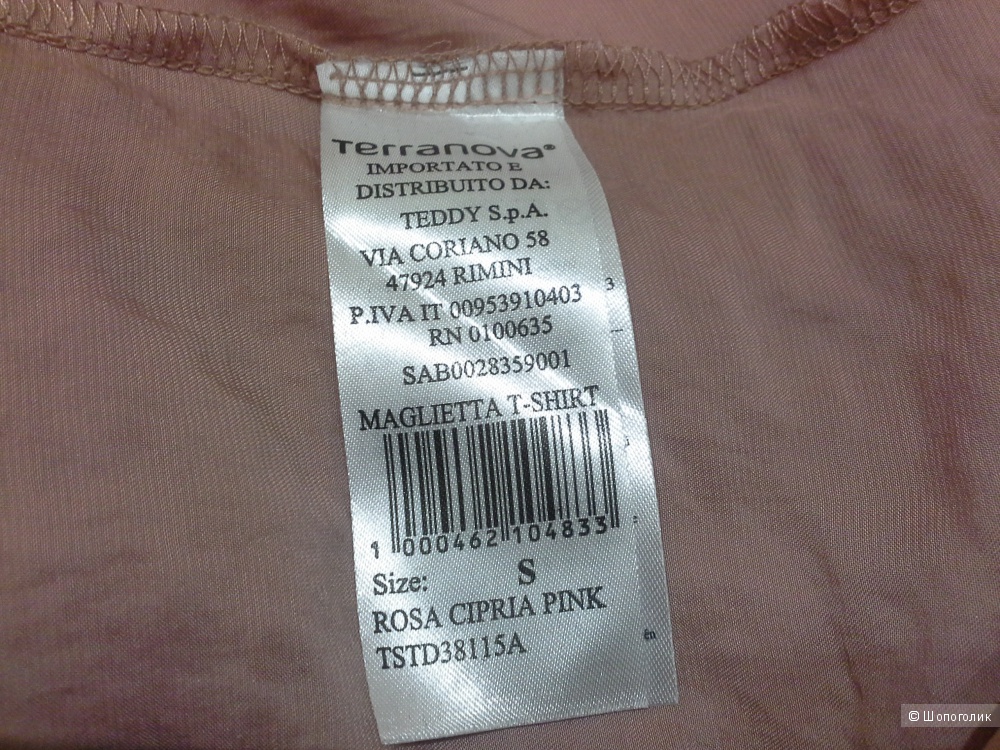 Terranova®
IMPORTATO E
DISTRIBUITO DA:
TEDDY S.p.A.
VIA CORIANO 58
47924 RIMINI
P.IVA IT 00953910403
RN 0100635
SAB0028359001
MAGLIETTA T-SHIRT
1 000462 104833
Size: S
ROSA CIPRIA PINK
TSTD38115A
© Шопоголик